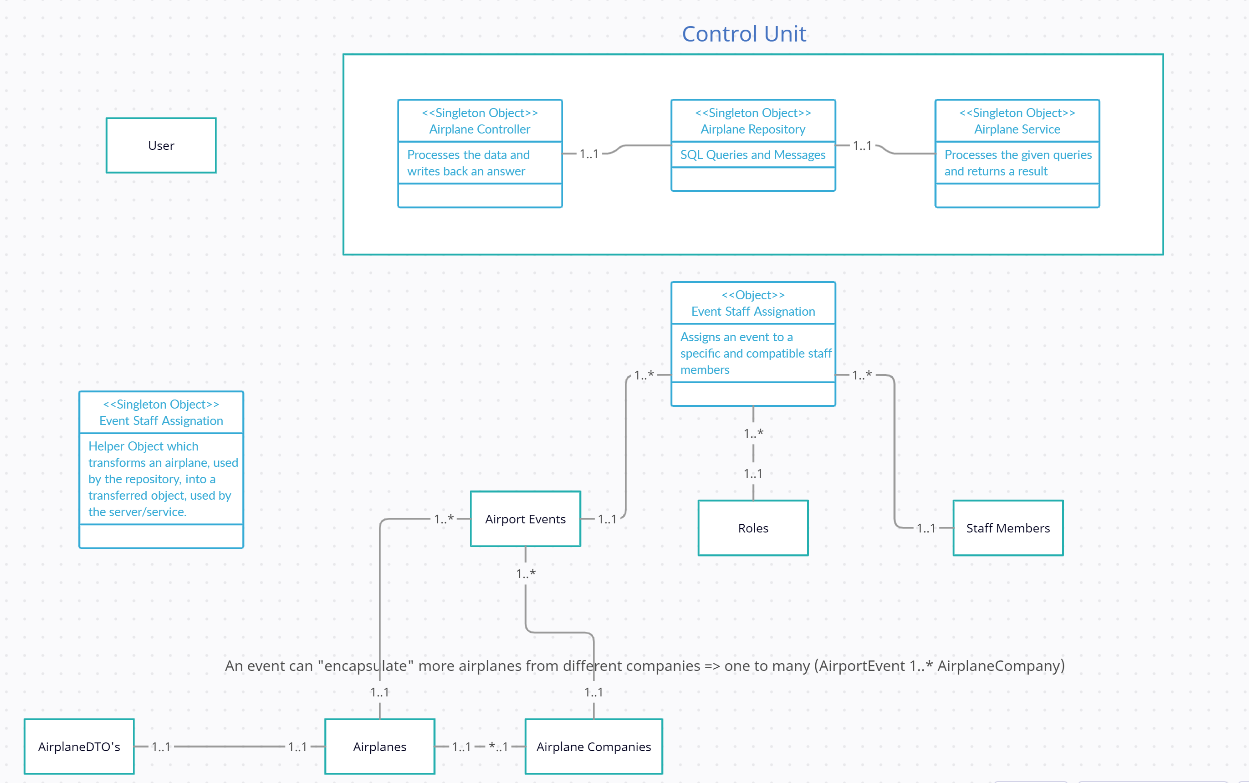 Control Unit
User
<<Singleton Object>>
Airplane Controller
Processes the data and
writes back an answer
1..1
<<Singleton Object>>
Airplane Repository
SQL Queries and Messages
1..1
<<Singleton Object>>
Airplane Service
Processes the given queries
and returns a result
<<Object>>
Event Staff Assignation
Assigns an event to a
specific and compatible staff
members
1..*
1..*
1..*
1..1
<<Singleton Object>>
Event Staff Assignation
Helper Object which
transforms an airplane, used
by the repository, into a
transferred object, used by
the server/service.
1..*
Airport Events
1..1
Roles
1..1
Staff Members
1..*
An event can "encapsulate" more airplanes from different companies => one to many (AirportEvent 1..* AirplaneCompany)
1..1
1..1
AirplaneDTO's
1..1
1..1
Airplanes
1..1
*..1
Airplane Companies